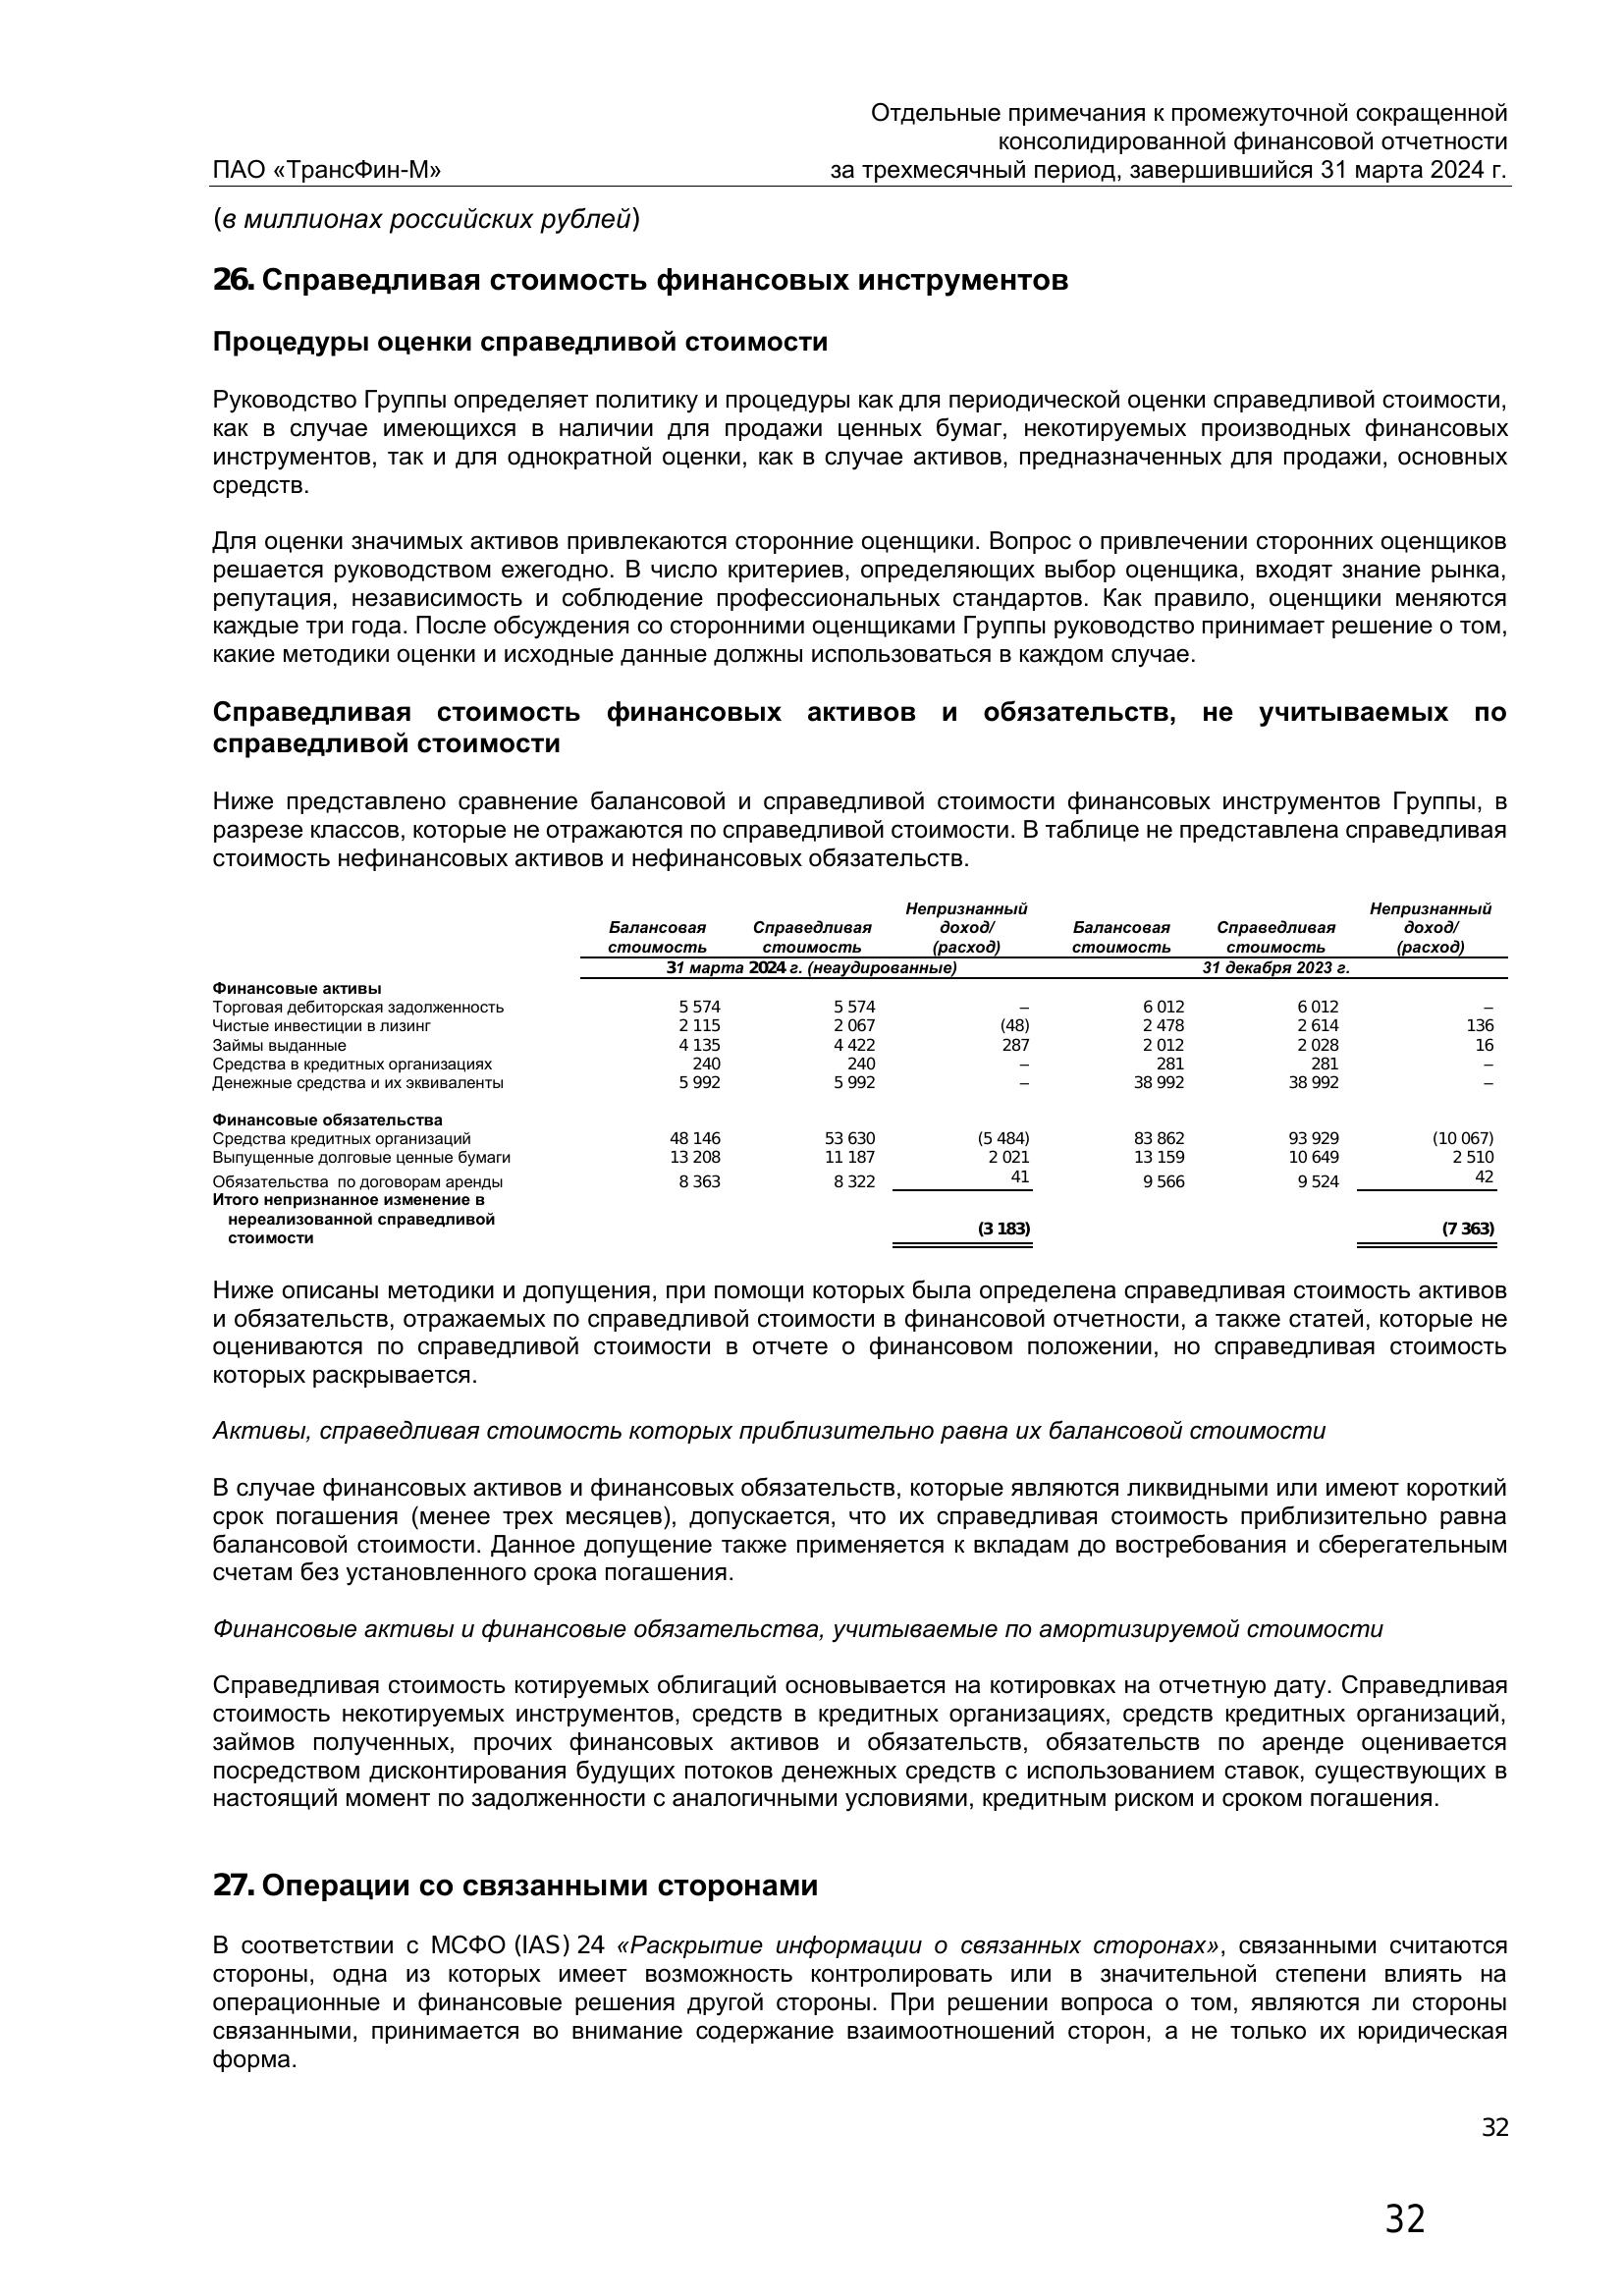 Отдельные примечания к промежуточной сокращенной
консолидированной финансовой отчетности
ПАО «ТрансФин-М» за трехмесячный период, завершившийся 31 марта 2024 г.
(в миллионах российских рублей)
26. Справедливая стоимость финансовых инструментов
Процедуры оценки справедливой стоимости
Руководство Группы определяет политику и процедуры как для периодической оценки справедливой стоимости,
как в случае имеющихся в наличии для продажи ценных бумаг, некотируемых производных финансовых
инструментов, так и для однократной оценки, как в случае активов, предназначенных для продажи, основных
средств.
Для оценки значимых активов привлекаются сторонние оценщики. Вопрос о привлечении сторонних оценщиков
решается руководством ежегодно. В число критериев, определяющих выбор оценщика, входят знание рынка,
репутация, независимость и соблюдение профессиональных стандартов. Как правило, оценщики меняются
каждые три года. После обсуждения со сторонними оценщиками Группы руководство принимает решение о том,
какие методики оценки и исходные данные должны использоваться в каждом случае.
Справедливая стоимость финансовых активов и обязательств, не учитываемых по
справедливой стоимости
Ниже представлено сравнение балансовой и справедливой стоимости финансовых инструментов Группы, в
разрезе классов, которые не отражаются по справедливой стоимости. В таблице не представлена справедливая
стоимость нефинансовых активов и нефинансовых обязательств.
Непризнанный Непризнанный
Балансовая Справедливая доход/ Балансовая Справедливая доход/
стоимость стоимость (расход) стоимость стоимость (расход)
31 марта 2024 г. (неаудированные) 31 декабря 2023 г.
Финансовые активы
Торговая дебиторская задолженность 5 574 5 574 – 6 012 6 012 –
Чистые инвестиции в лизинг 2 115 2 067 (48) 2 478 2 614 136
Займы выданные 4 135 4 422 287 2 012 2 028 16
Средства в кредитных организациях 240 240 – 281 281 –
Денежные средства и их эквиваленты 5 992 5 992 – 38 992 38 992 –
Финансовые обязательства
Средства кредитных организаций 48 146 53 630 (5 484) 83 862 93 929 (10 067)
Выпущенные долговые ценные бумаги 13 208 11 187 2 021 13 159 10 649 2 510
Обязательства по договорам аренды 8 363 8 322 41 9 566 9 524 42
Итого непризнанное изменение в
нереализованной справедливой
стоимости (3 183) (7 363)
Ниже описаны методики и допущения, при помощи которых была определена справедливая стоимость активов
и обязательств, отражаемых по справедливой стоимости в финансовой отчетности, а также статей, которые не
оцениваются по справедливой стоимости в отчете о финансовом положении, но справедливая стоимость
которых раскрывается.
Активы, справедливая стоимость которых приблизительно равна их балансовой стоимости
В случае финансовых активов и финансовых обязательств, которые являются ликвидными или имеют короткий
срок погашения (менее трех месяцев), допускается, что их справедливая стоимость приблизительно равна
балансовой стоимости. Данное допущение также применяется к вкладам до востребования и сберегательным
счетам без установленного срока погашения.
Финансовые активы и финансовые обязательства, учитываемые по амортизируемой стоимости
Справедливая стоимость котируемых облигаций основывается на котировках на отчетную дату. Справедливая
стоимость некотируемых инструментов, средств в кредитных организациях, средств кредитных организаций,
займов полученных, прочих финансовых активов и обязательств, обязательств по аренде оценивается
посредством дисконтирования будущих потоков денежных средств с использованием ставок, существующих в
настоящий момент по задолженности с аналогичными условиями, кредитным риском и сроком погашения.
27. Операции со связанными сторонами
В соответствии с МСФО (IAS) 24 «Раскрытие информации о связанных сторонах», связанными считаются
стороны, одна из которых имеет возможность контролировать или в значительной степени влиять на
операционные и финансовые решения другой стороны. При решении вопроса о том, являются ли стороны
связанными, принимается во внимание содержание взаимоотношений сторон, а не только их юридическая
форма.
32
32